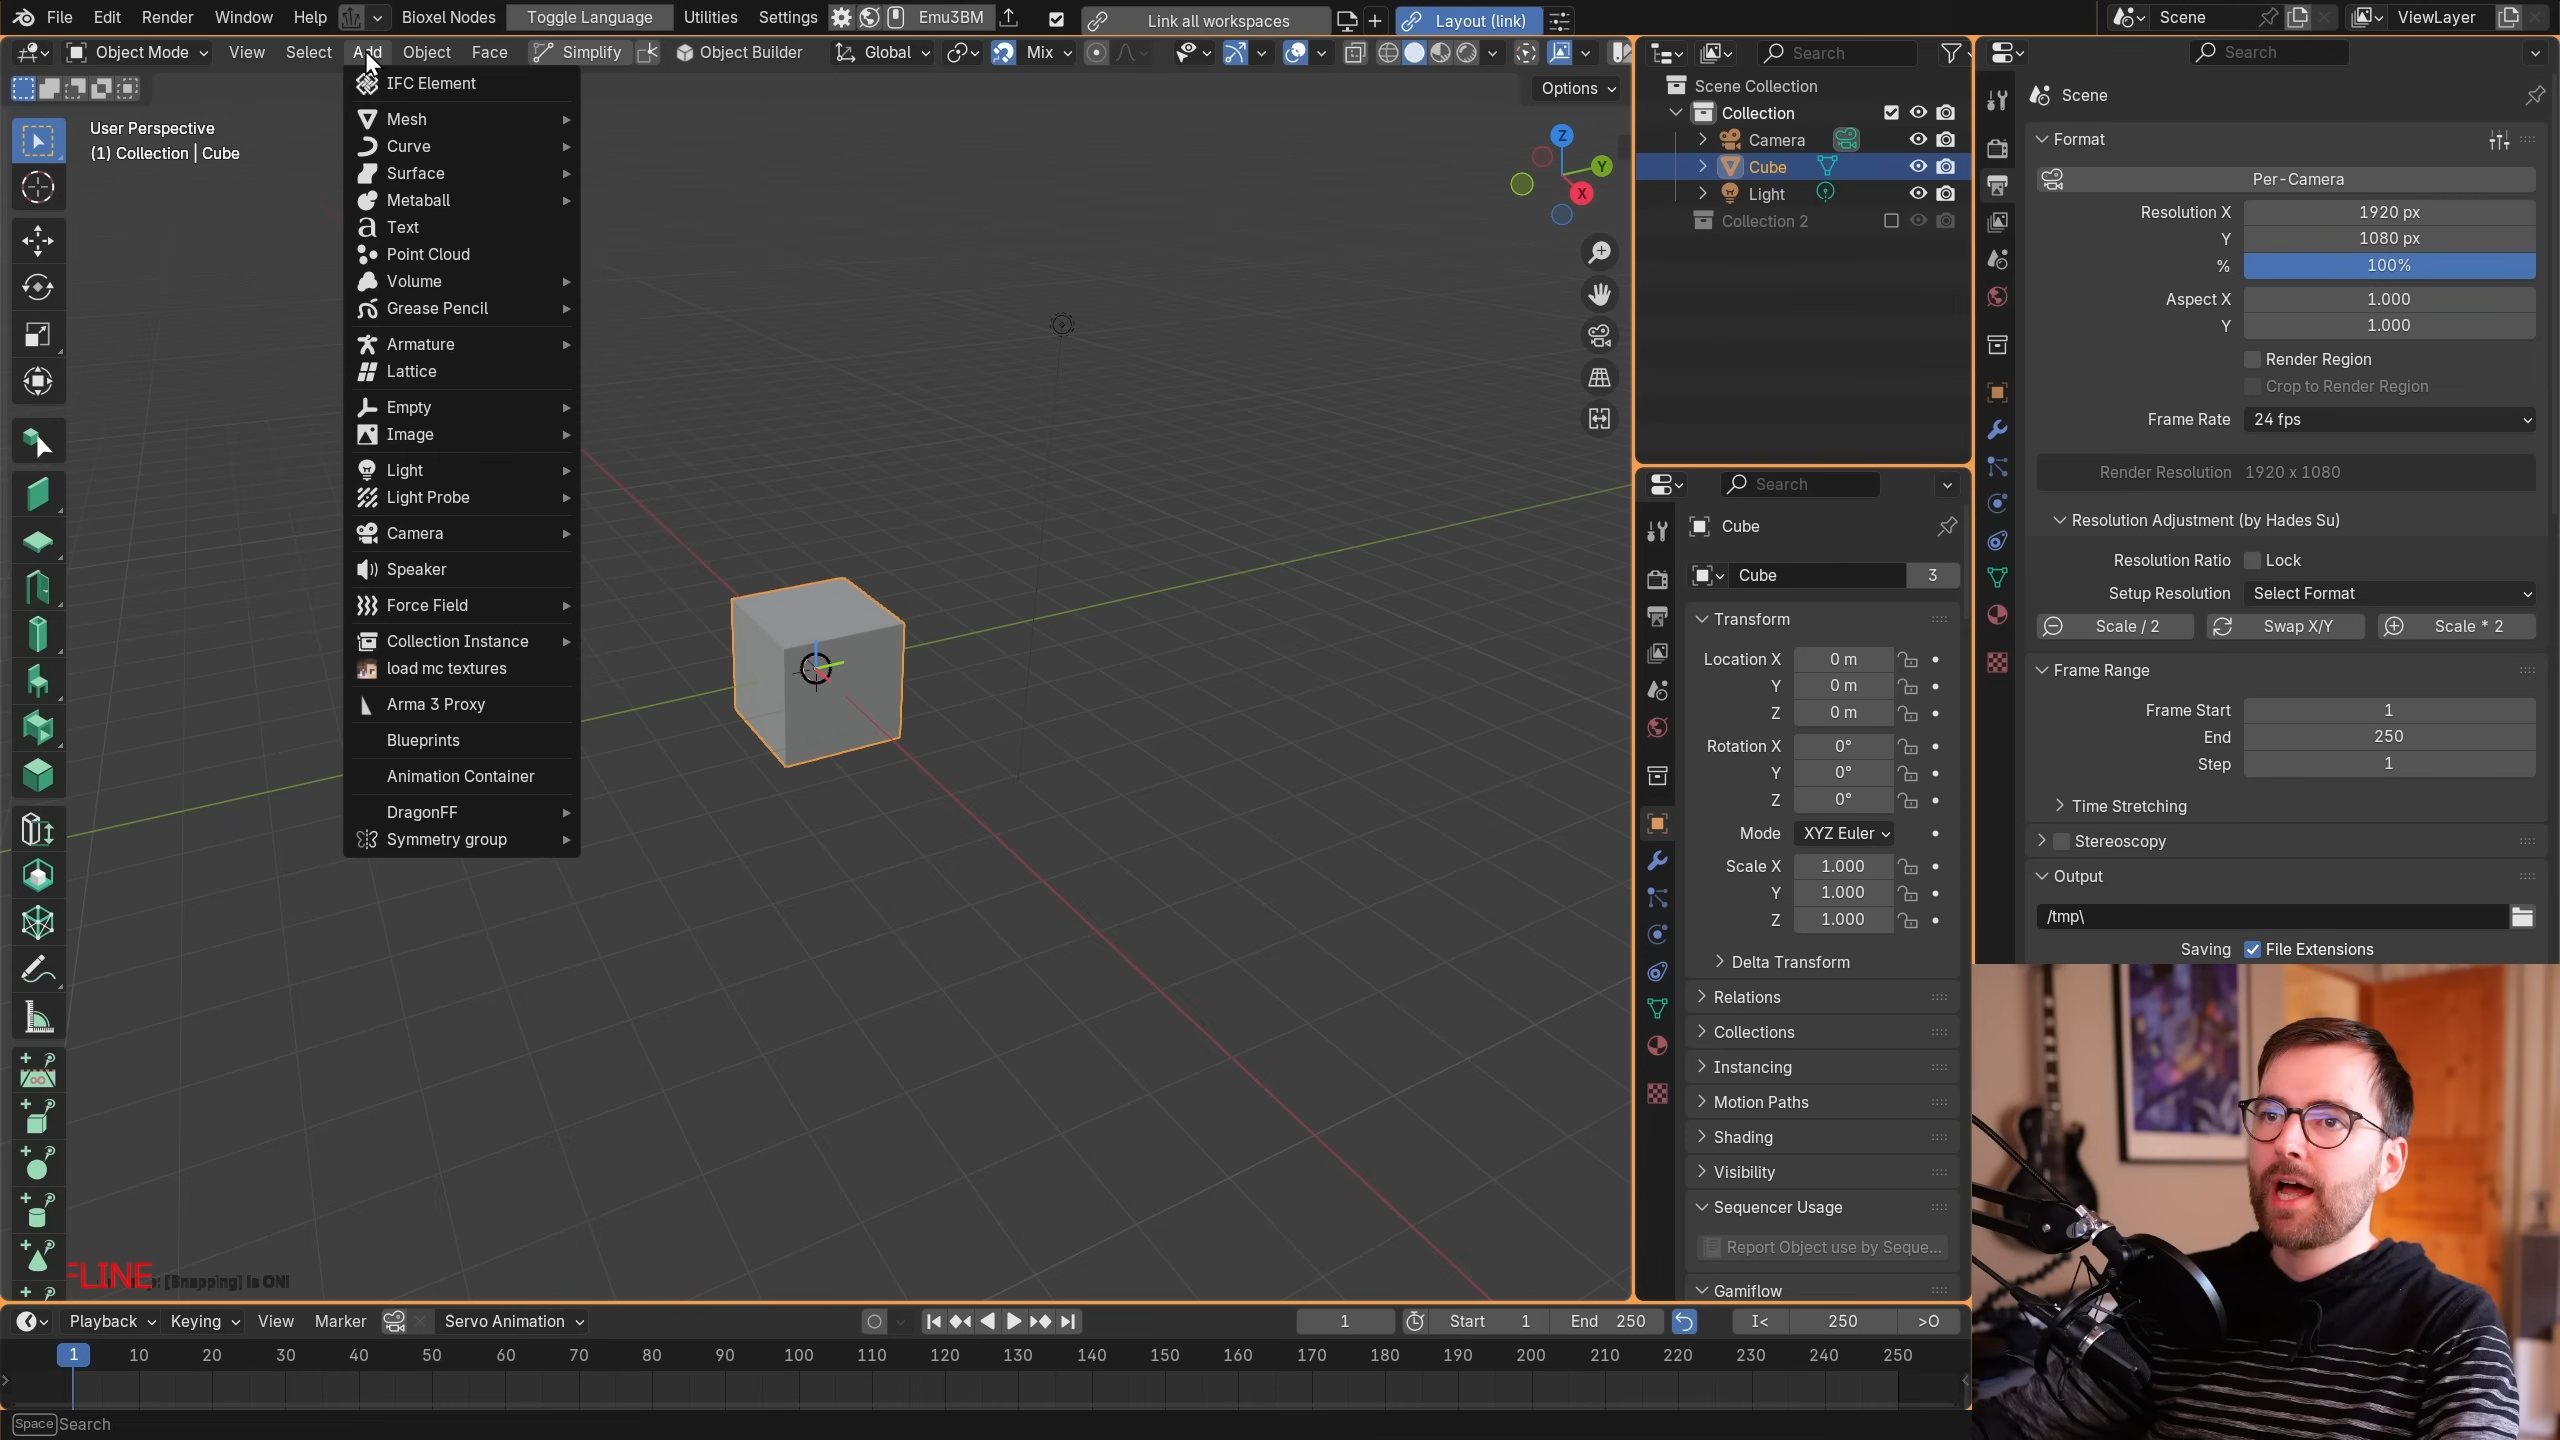 File Edit Render Window Help Bioxel Nodes Toggle Language Utilities Settings Emu3BM Link all workspaces Layout (link) Scene ViewLayer
Object Mode View Select Add Object Face Simplify Object Builder Global Mix
Options
User Perspective
(1) Collection | Cube
IFC Element
Mesh
Curve
Surface
Metaball
Text
Point Cloud
Volume
Grease Pencil
Armature
Lattice
Empty
Image
Light
Light Probe
Camera
Speaker
Force Field
Collection Instance
load mc textures
Arma 3 Proxy
Blueprints
Animation Container
DragonFF
Symmetry group
Z
Y
X
Search
Scene Collection
Collection
Camera
Cube
Light
Collection 2
Search
Cube
Cube 3
Transform
Location X 0 m
Y 0 m
Z 0 m
Rotation X 0°
Y 0°
Z 0°
Mode XYZ Euler
Scale X 1.000
Y 1.000
Z 1.000
Delta Transform
Relations
Collections
Instancing
Motion Paths
Shading
Visibility
Sequencer Usage
Report Object use by Seque...
Gamiflow
Search
Scene
Format
Per-Camera
Resolution X 1920 px
Y 1080 px
% 100%
Aspect X 1.000
Y 1.000
Render Region
Crop to Render Region
Frame Rate 24 fps
Render Resolution 1920 x 1080
Resolution Adjustment (by Hades Su)
Resolution Ratio Lock
Setup Resolution Select Format
Scale / 2 Swap X/Y Scale * 2
Frame Range
Frame Start 1
End 250
Step 1
Time Stretching
Stereoscopy
Output
/tmp\
Saving File Extensions
FLINE : [Snapping] is ON!
Playback Keying View Marker Servo Animation 1 Start 1 End 250 I< 250 >O
1 10 20 30 40 50 60 70 80 90 100 110 120 130 140 150 160 170 180 190 200 210 220 230 240 250
Space Search